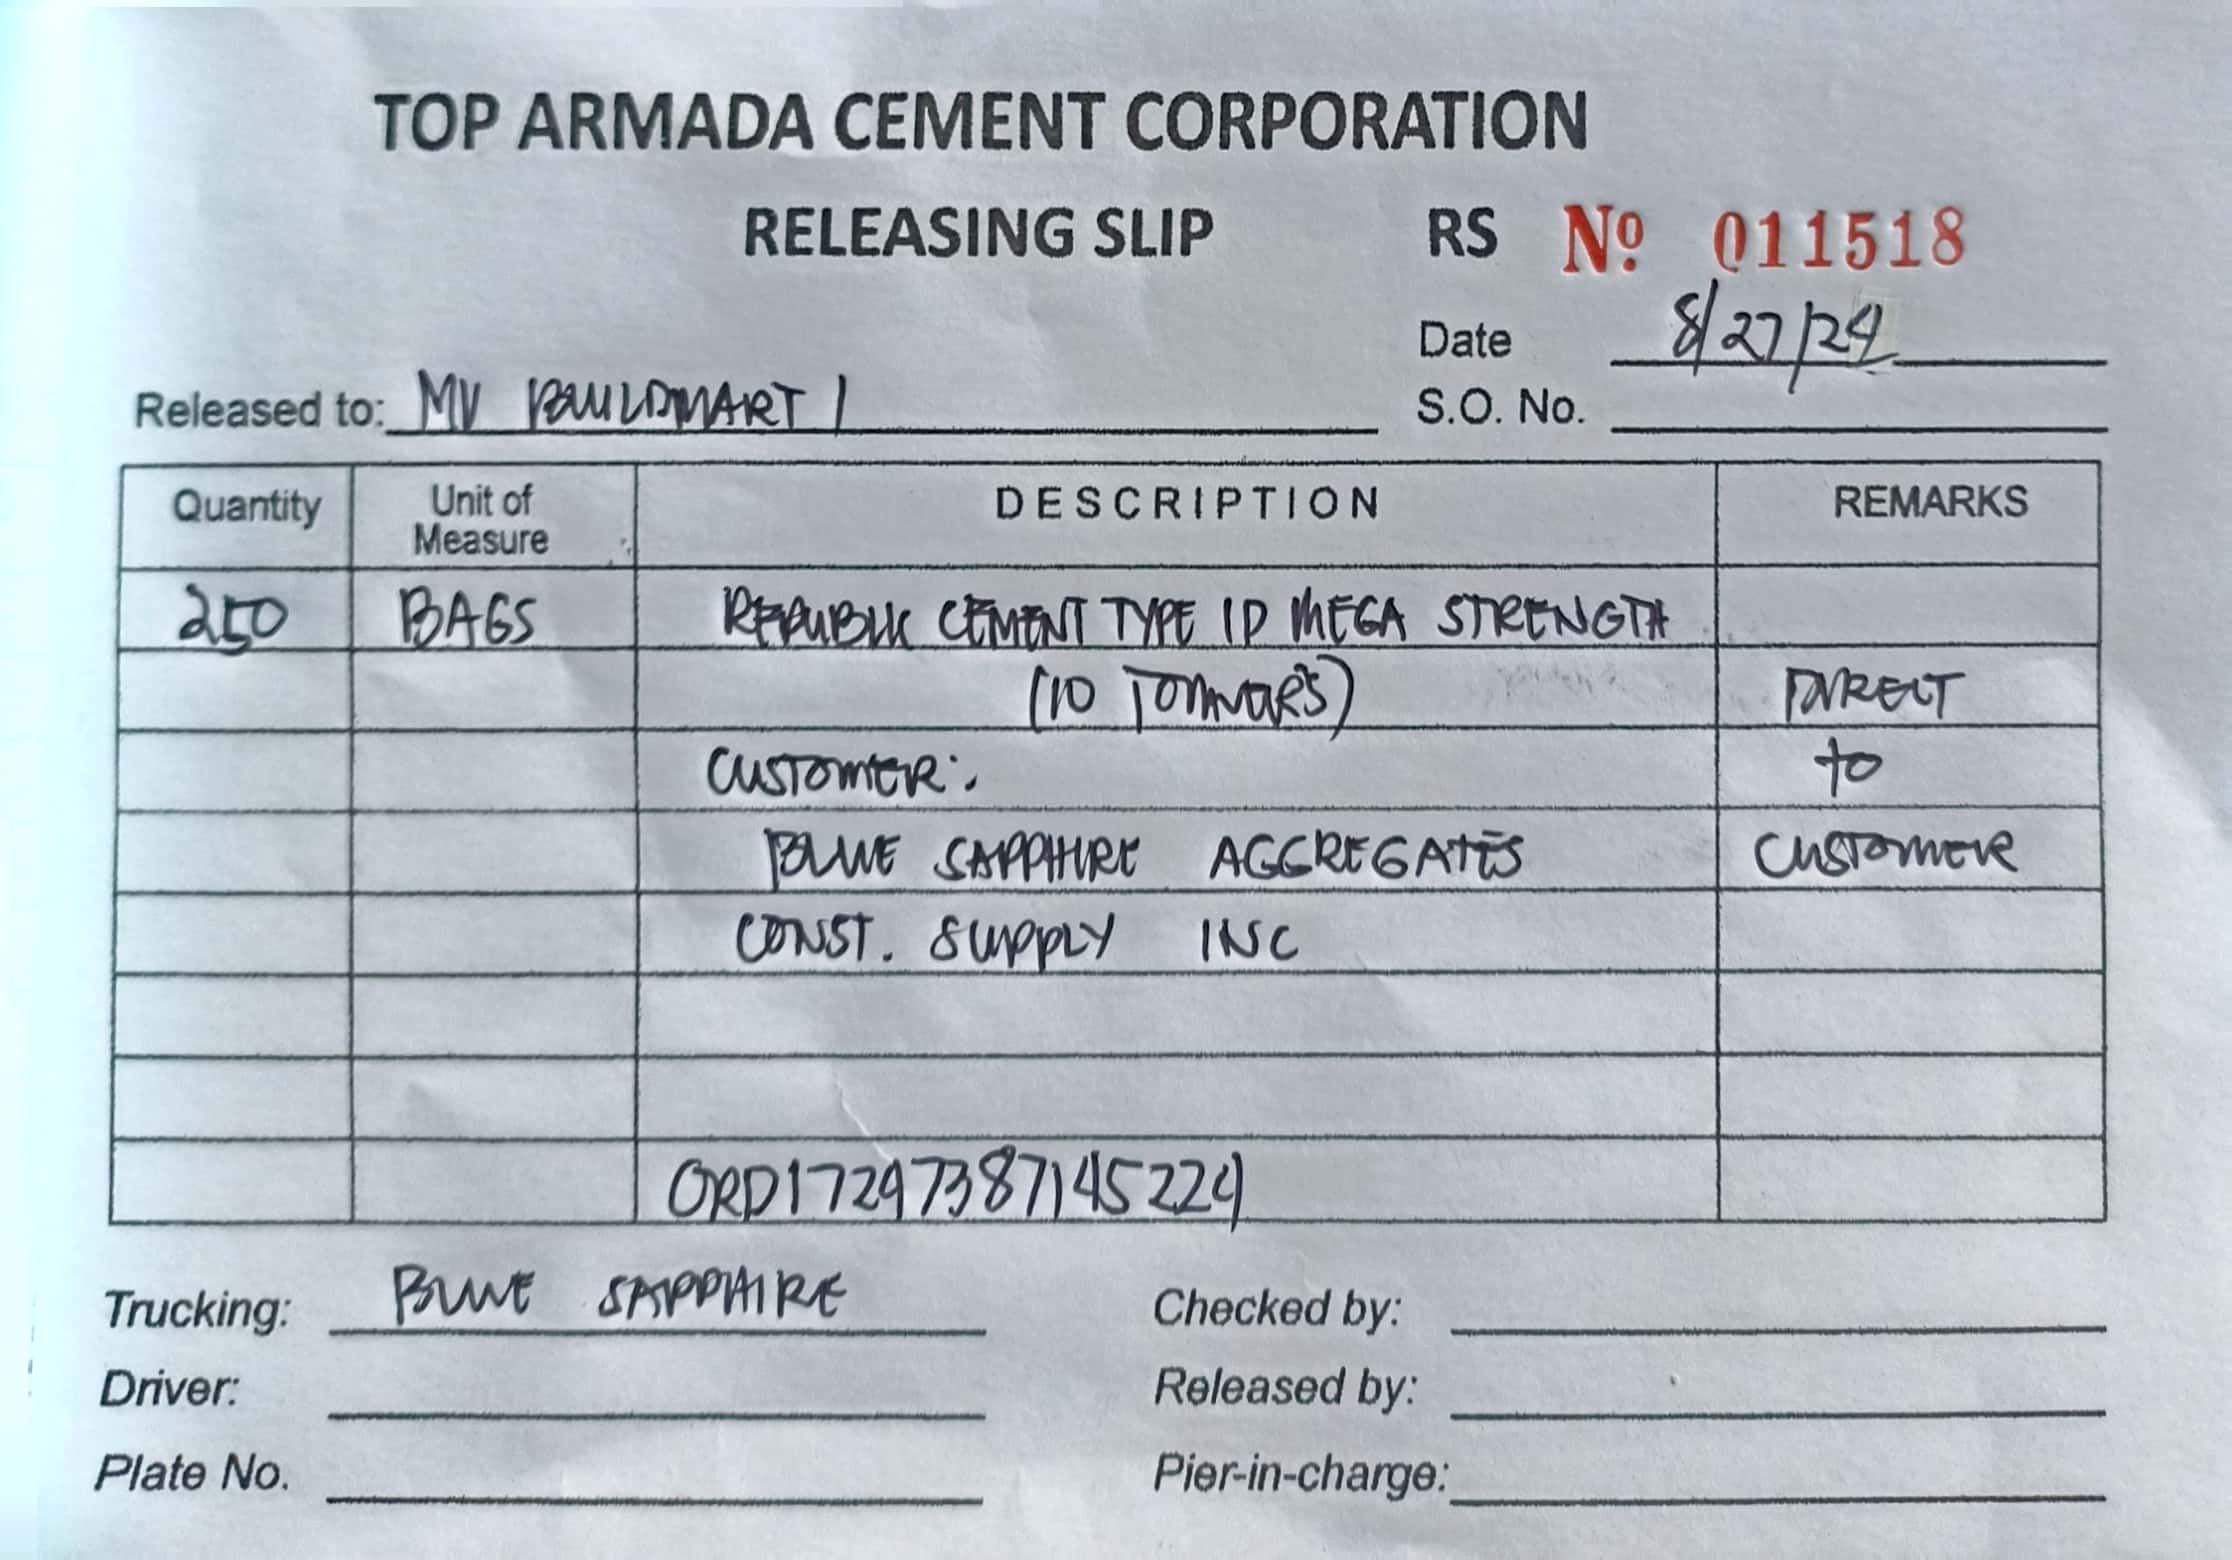 TOP ARMADA CEMENT CORPORATION
RELEASING SLIP RS Nº 011518
Date 8/27/24
Released to: MV BUILDMART 1 S.O. No.
Quantity Unit of Measure DESCRIPTION REMARKS
250 BAGS REPUBLIC CEMENT TYPE 1P MEGA STRENGTH
(10 TONNERS) DIRECT
CUSTOMER: to
BLUE SAPPHIRE AGGREGATES CUSTOMER
CONST. SUPPLY INC
ORD17297387145224
Trucking: BLUE SAPPHIRE Checked by:
Driver: Released by:
Plate No. Pier-in-charge: